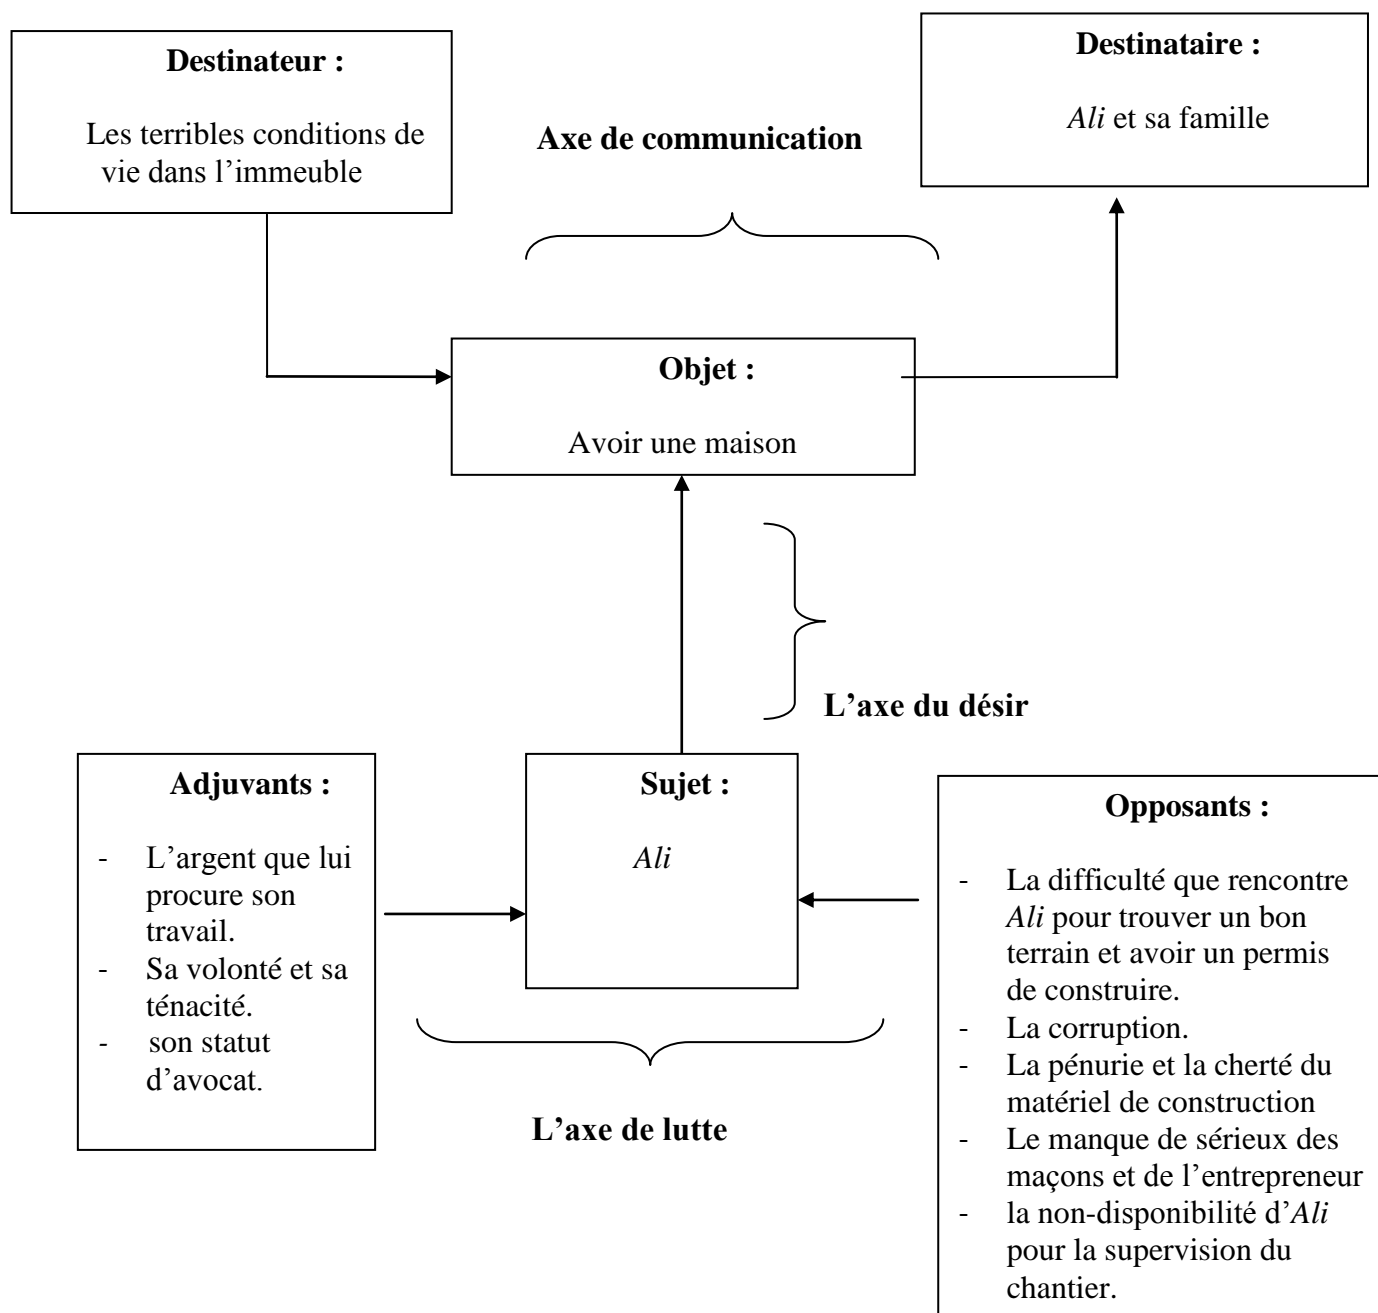 Destinateur :
Les terribles conditions de
vie dans l’immeuble
Axe de communication
Destinataire :
Ali et sa famille
Objet :
Avoir une maison
L’axe du désir
Adjuvants :
- L’argent que lui
procure son
travail.
- Sa volonté et sa
ténacité.
- son statut
d’avocat.
Sujet :
Ali
Opposants :
- La difficulté que rencontre
Ali pour trouver un bon
terrain et avoir un permis
de construire.
- La corruption.
- La pénurie et la cherté du
matériel de construction
- Le manque de sérieux des
maçons et de l’entrepreneur
- la non-disponibilité d’Ali
pour la supervision du
chantier.
L’axe de lutte